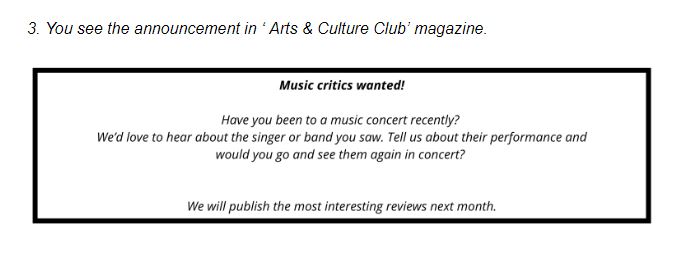 3. You see the announcement in ‘ Arts & Culture Club’ magazine.
Music critics wanted!
Have you been to a music concert recently?
We’d love to hear about the singer or band you saw. Tell us about their performance and
would you go and see them again in concert?
We will publish the most interesting reviews next month.